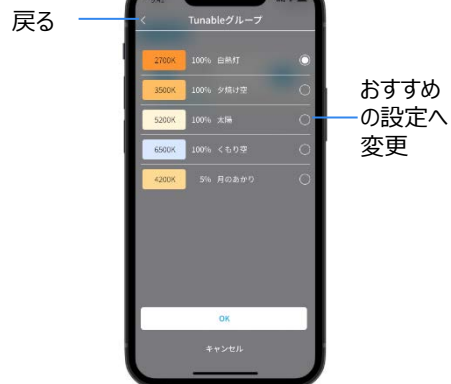 戻る
Tunableグループ
2700K 100% 白熱灯
3500K 100% 夕焼け空
5200K 100% 太陽
6500K 100% くもり空
4200K 5% 月のあかり
おすすめ
の設定へ
変更
OK
キャンセル